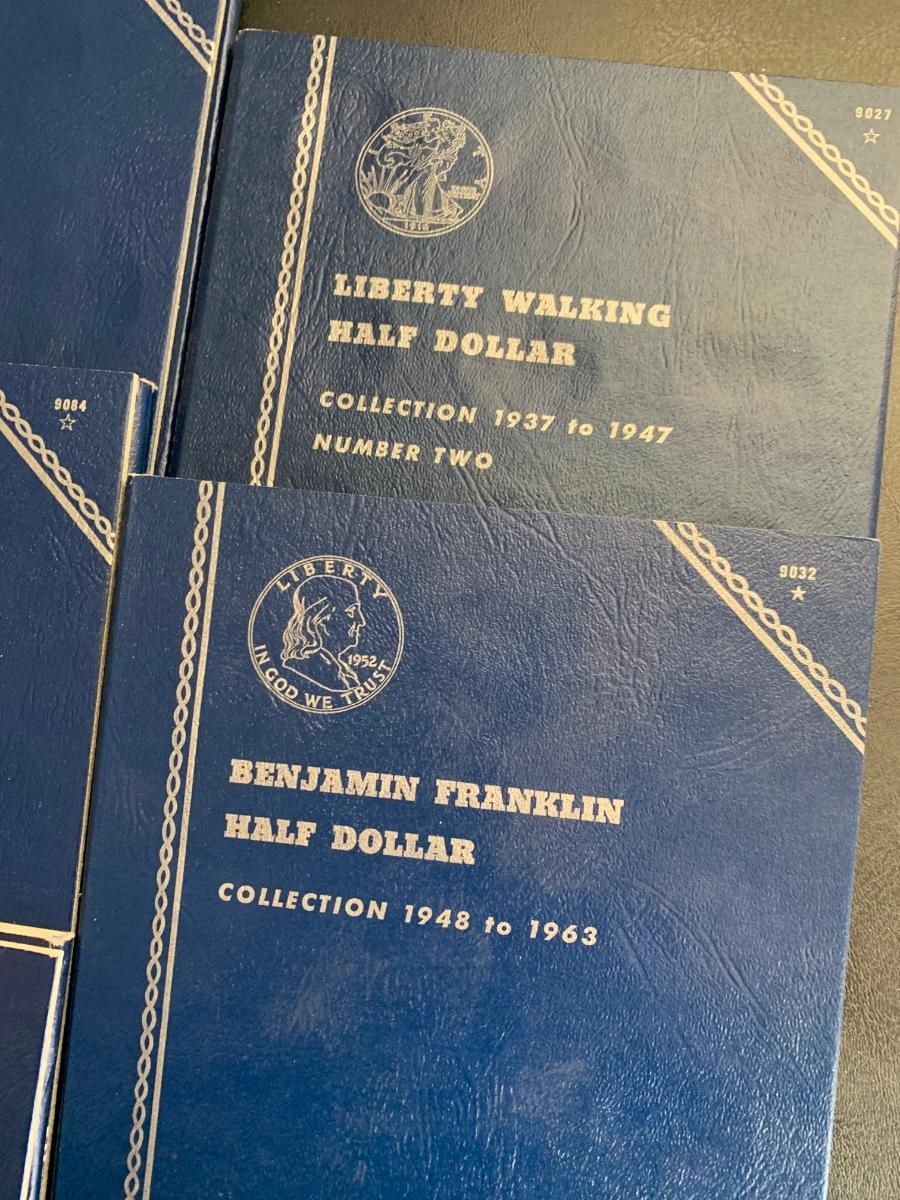 9027
1916
LIBERTY WALKING
HALF DOLLAR
COLLECTION 1937 to 1947
NUMBER TWO
9084
9032
LIBERTY
1952
IN GOD WE TRUST
BENJAMIN FRANKLIN
HALF DOLLAR
COLLECTION 1948 to 1963